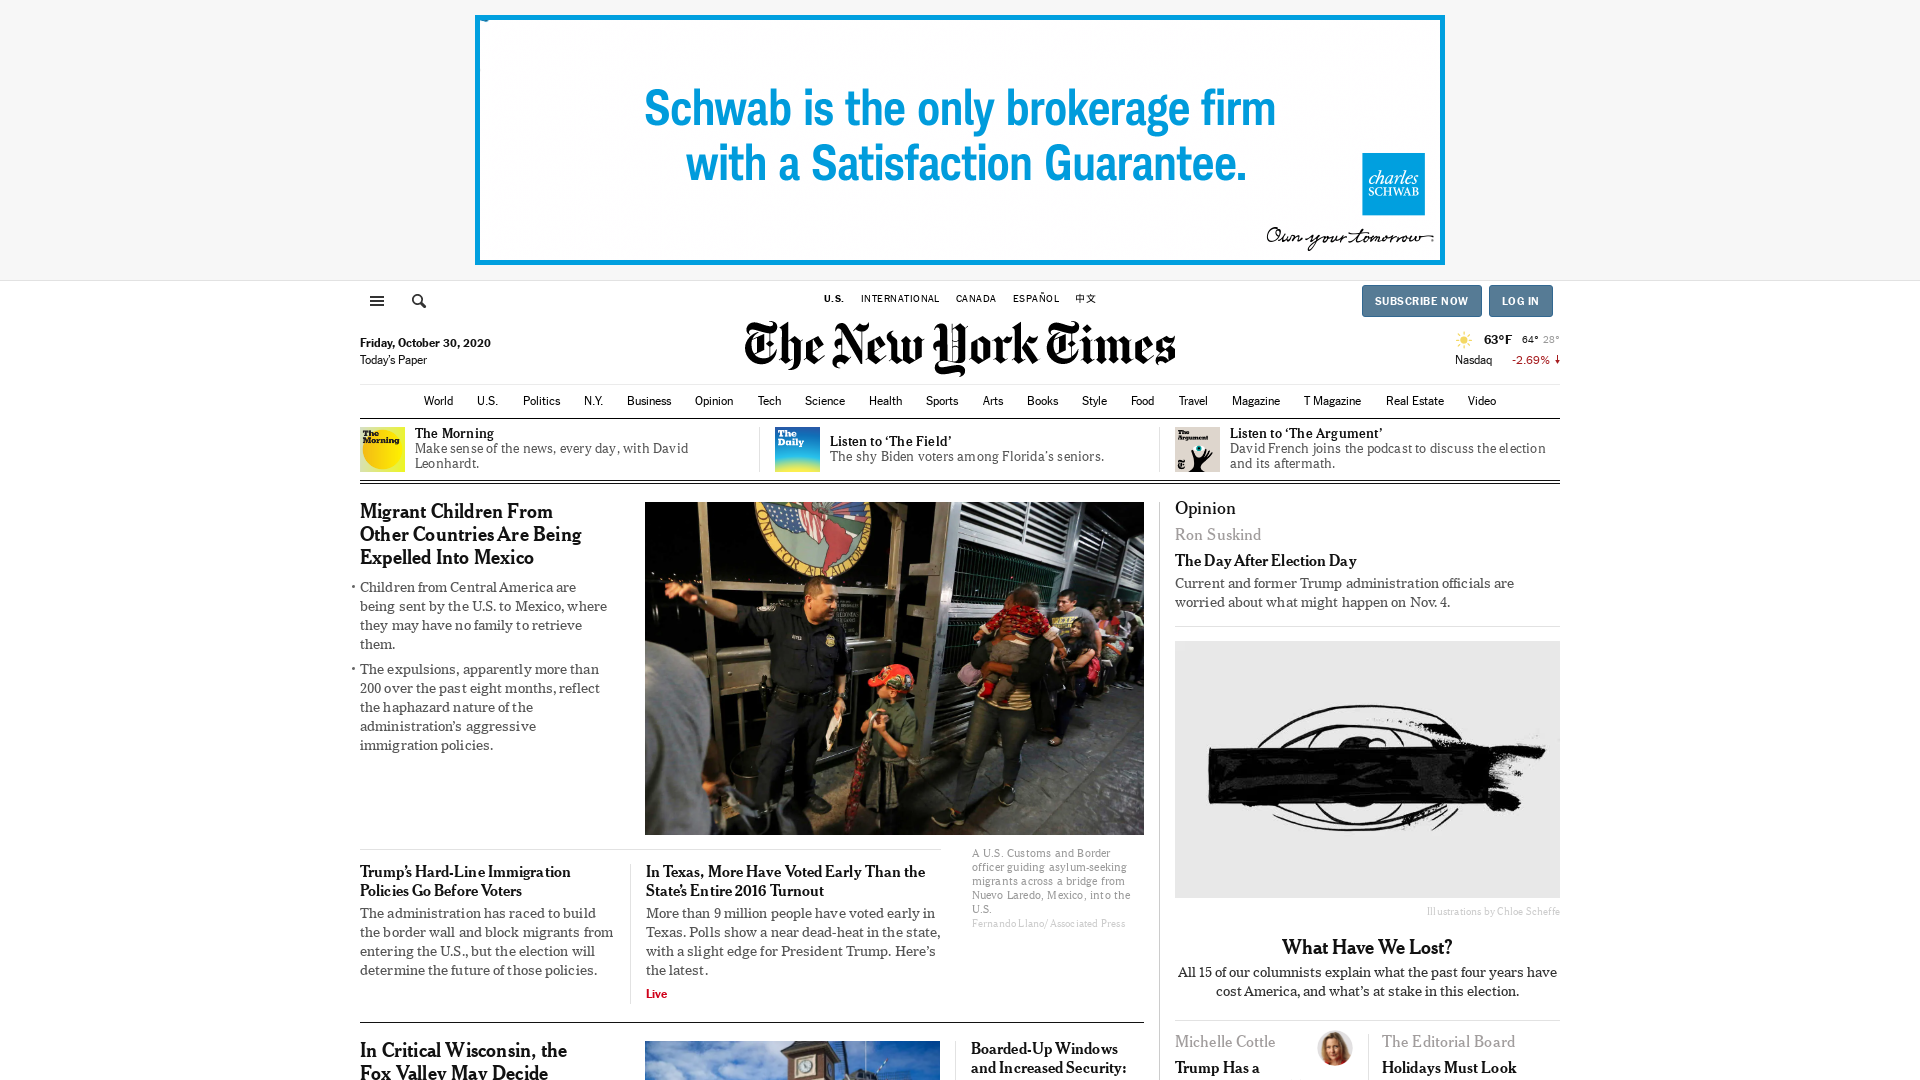 Schwab is the only brokerage firm
with a Satisfaction Guarantee.
charles
SCHWAB
Own your tomorrow
U.S. INTERNATIONAL CANADA ESPAÑOL 中文
SUBSCRIBE NOW LOG IN
Friday, October 30, 2020
Today's Paper
The New York Times
63°F 64° 28°
Nasdaq -2.69%
World U.S. Politics N.Y. Business Opinion Tech Science Health Sports Arts Books Style Food Travel Magazine T Magazine Real Estate Video
The
Morning
The Morning
Make sense of the news, every day, with David
Leonhardt.
The
Daily
Listen to ‘The Field’
The shy Biden voters among Florida’s seniors.
The
Argument
Listen to ‘The Argument’
David French joins the podcast to discuss the election
and its aftermath.
Migrant Children From
Other Countries Are Being
Expelled Into Mexico
• Children from Central America are
being sent by the U.S. to Mexico, where
they may have no family to retrieve
them.
• The expulsions, apparently more than
200 over the past eight months, reflect
the haphazard nature of the
administration’s aggressive
immigration policies.
A U.S. Customs and Border
officer guiding asylum-seeking
migrants across a bridge from
Nuevo Laredo, Mexico, into the
U.S.
Fernando Llano/Associated Press
Trump’s Hard-Line Immigration
Policies Go Before Voters
The administration has raced to build
the border wall and block migrants from
entering the U.S., but the election will
determine the future of those policies.
In Texas, More Have Voted Early Than the
State’s Entire 2016 Turnout
More than 9 million people have voted early in
Texas. Polls show a near dead-heat in the state,
with a slight edge for President Trump. Here’s
the latest.
Live
In Critical Wisconsin, the
Fox Valley May Decide
Boarded-Up Windows
and Increased Security:
Opinion
Ron Suskind
The Day After Election Day
Current and former Trump administration officials are
worried about what might happen on Nov. 4.
Illustrations by Chloe Scheffe
What Have We Lost?
All 15 of our columnists explain what the past four years have
cost America, and what’s at stake in this election.
Michelle Cottle
Trump Has a
The Editorial Board
Holidays Must Look